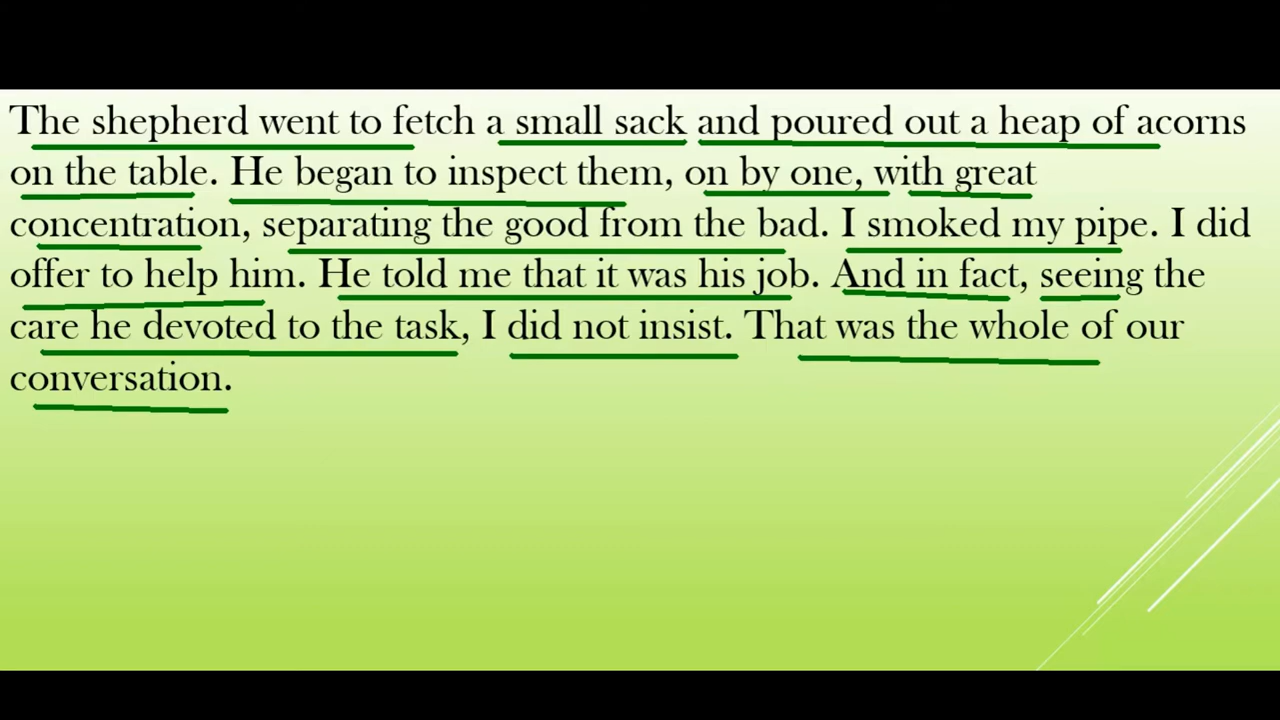 The shepherd went to fetch a small sack and poured out a heap of acorns
on the table. He began to inspect them, on by one, with great
concentration, separating the good from the bad. I smoked my pipe. I did
offer to help him. He told me that it was his job. And in fact, seeing the
care he devoted to the task, I did not insist. That was the whole of our
conversation.